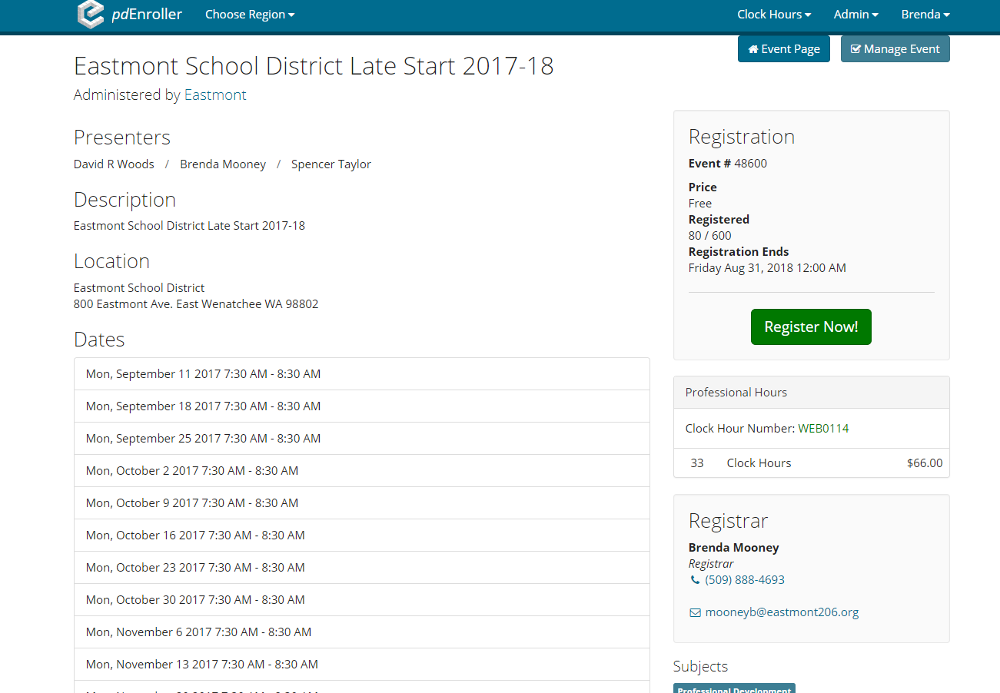 pdEnroller Choose Region Clock Hours Admin Brenda
Event Page Manage Event
Eastmont School District Late Start 2017-18
Administered by Eastmont
Presenters
David R Woods / Brenda Mooney / Spencer Taylor
Description
Eastmont School District Late Start 2017-18
Location
Eastmont School District
800 Eastmont Ave. East Wenatchee WA 98802
Dates
Mon, September 11 2017 7:30 AM - 8:30 AM
Mon, September 18 2017 7:30 AM - 8:30 AM
Mon, September 25 2017 7:30 AM - 8:30 AM
Mon, October 2 2017 7:30 AM - 8:30 AM
Mon, October 9 2017 7:30 AM - 8:30 AM
Mon, October 16 2017 7:30 AM - 8:30 AM
Mon, October 23 2017 7:30 AM - 8:30 AM
Mon, October 30 2017 7:30 AM - 8:30 AM
Mon, November 6 2017 7:30 AM - 8:30 AM
Mon, November 13 2017 7:30 AM - 8:30 AM
Registration
Event # 48600
Price
Free
Registered
80 / 600
Registration Ends
Friday Aug 31, 2018 12:00 AM
Register Now!
Professional Hours
Clock Hour Number: WEB0114
33 Clock Hours $66.00
Registrar
Brenda Mooney
Registrar
(509) 888-4693
mooneyb@eastmont206.org
Subjects
Professional Development